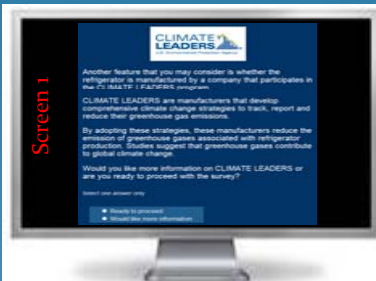 Screen 1
CLIMATE
LEADERS
U.S. Environmental Protection Agency
Another feature that you may consider is whether the
refrigerator is manufactured by a company that participates in
the CLIMATE LEADERS program.
CLIMATE LEADERS are manufacturers that develop
comprehensive climate change strategies to track, report and
reduce their greenhouse gas emissions.
By adopting these strategies, these manufacturers reduce the
emission of greenhouse gases associated with refrigerator
production. Studies suggest that greenhouse gases contribute
to global climate change.
Would you like more information on CLIMATE LEADERS or
are you ready to proceed with the survey?
Select one answer only
Ready to proceed
Would like more information